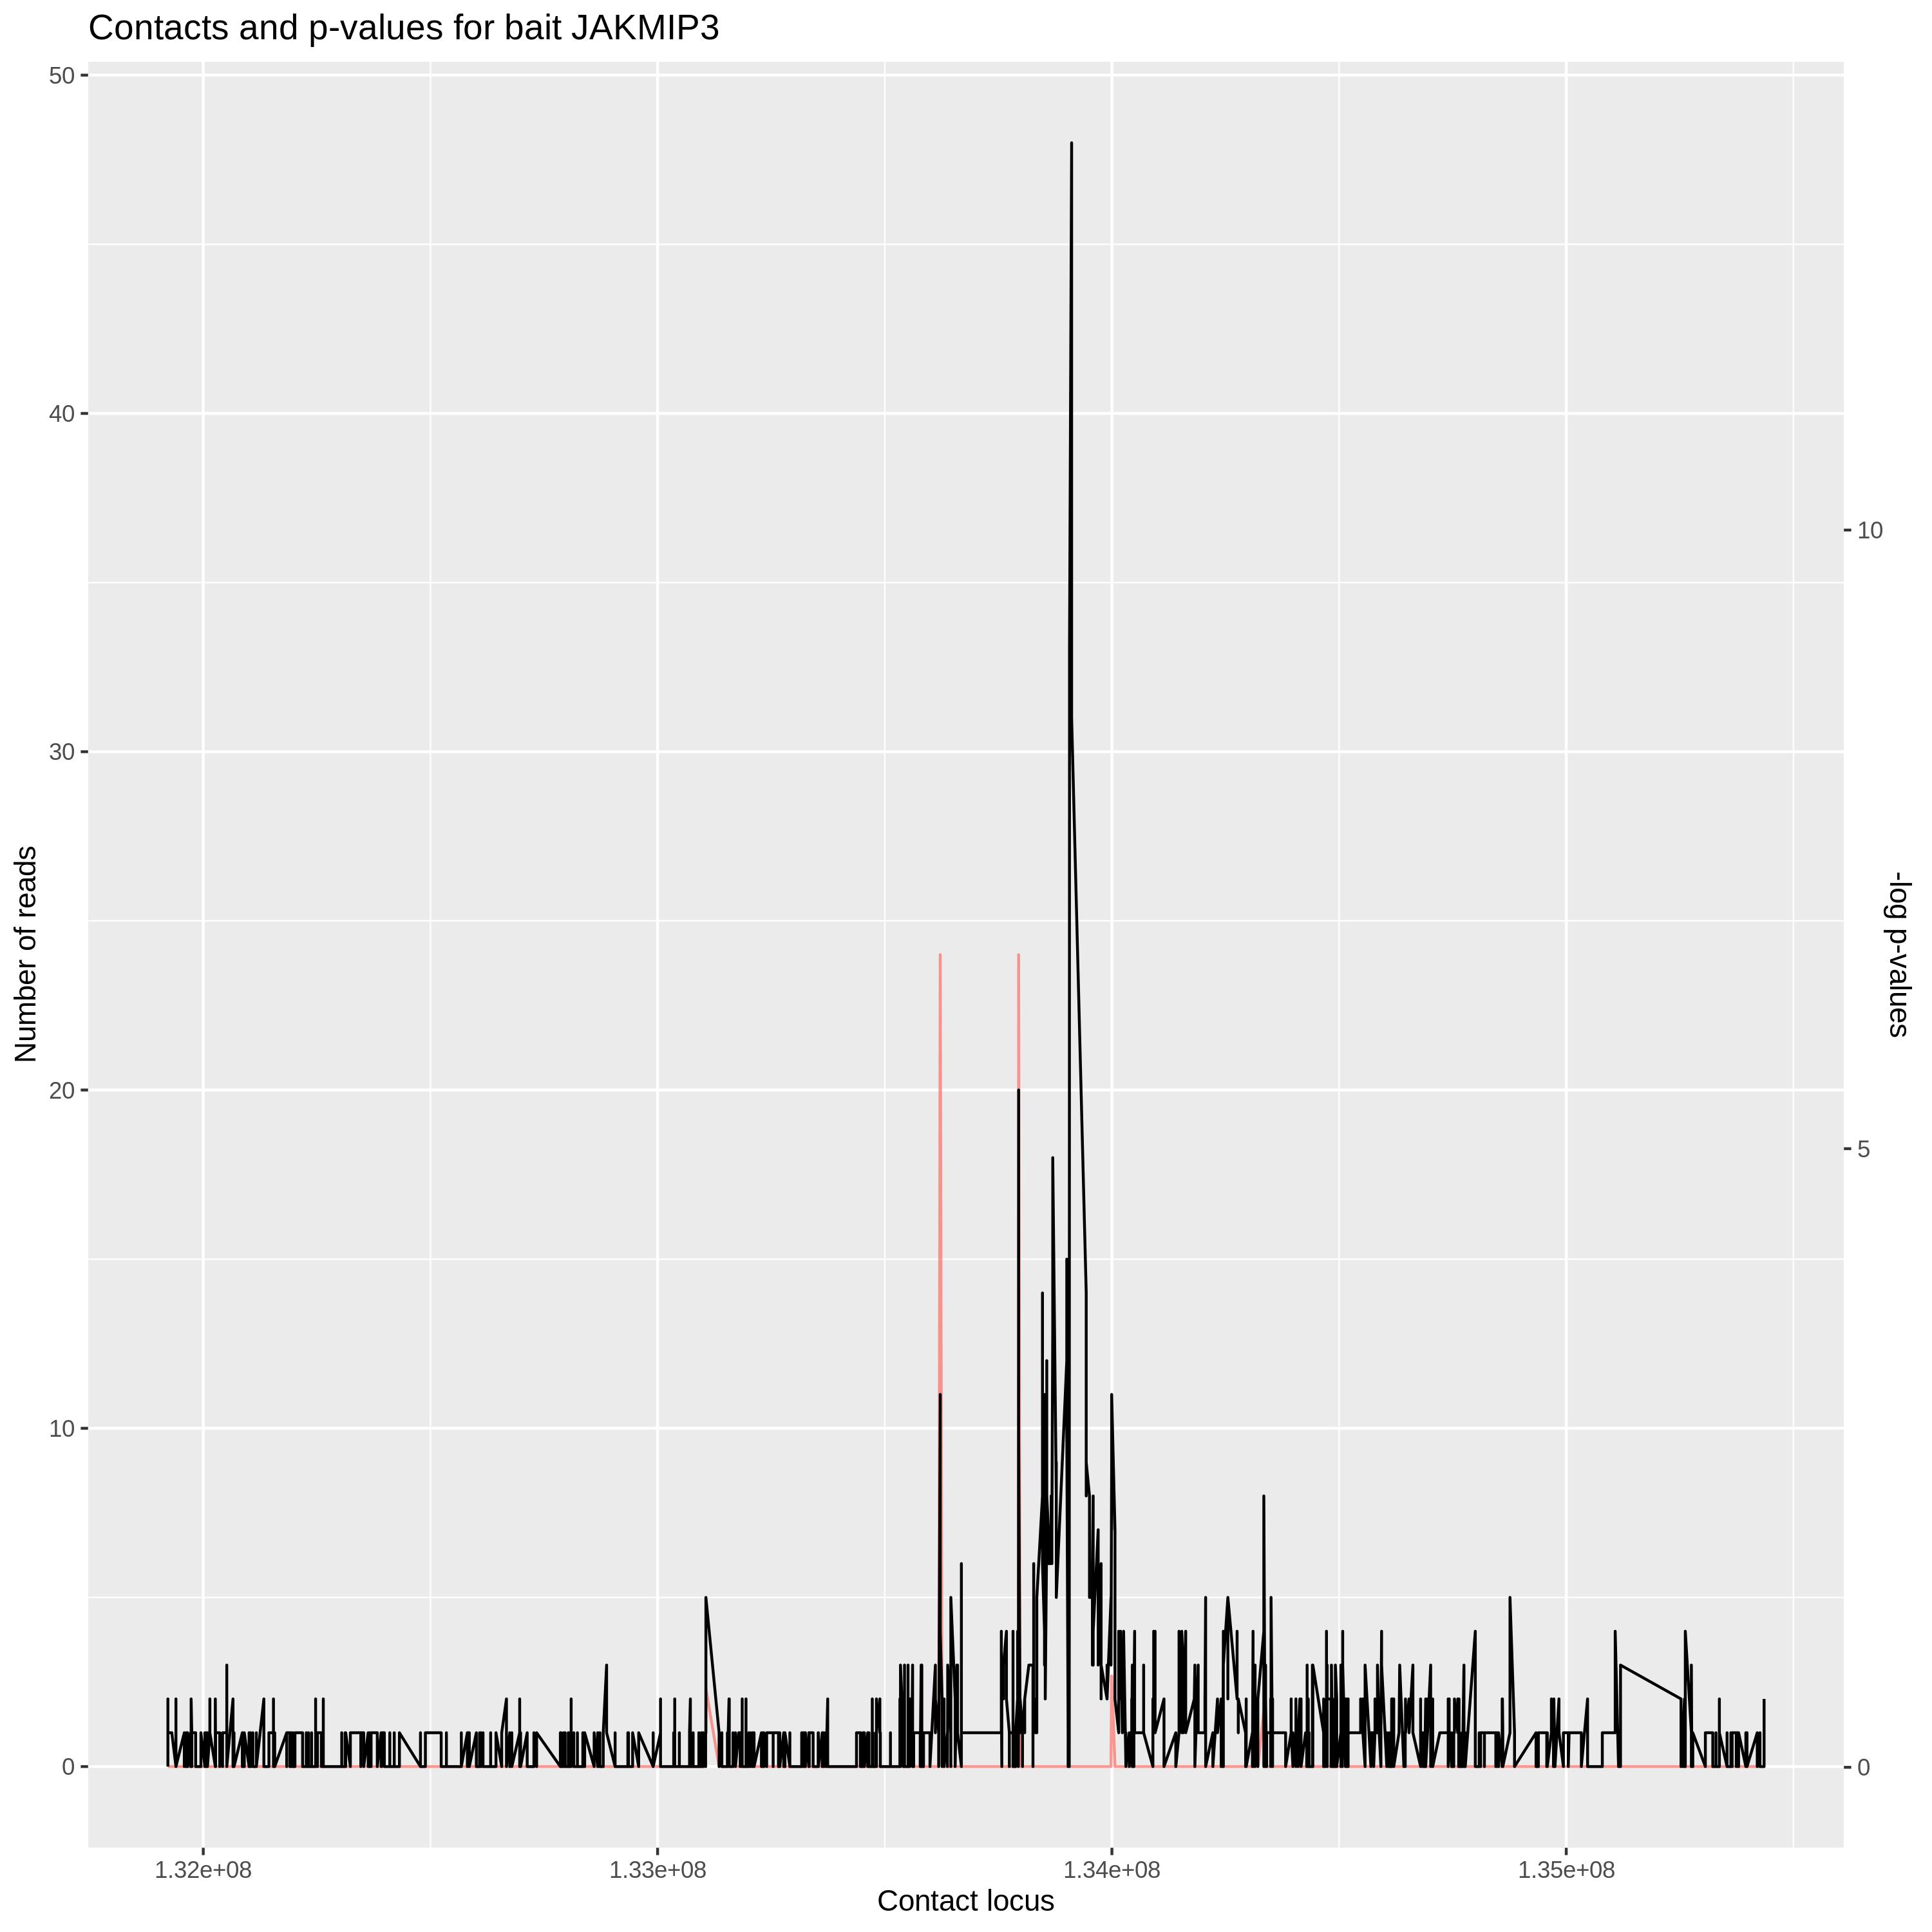 Contacts and p-values for bait JAKMIP3
50
40
30
20
10
0
Number of reads
10
5
0
-log p-values
1.32e+08
1.33e+08
1.34e+08
1.35e+08
Contact locus